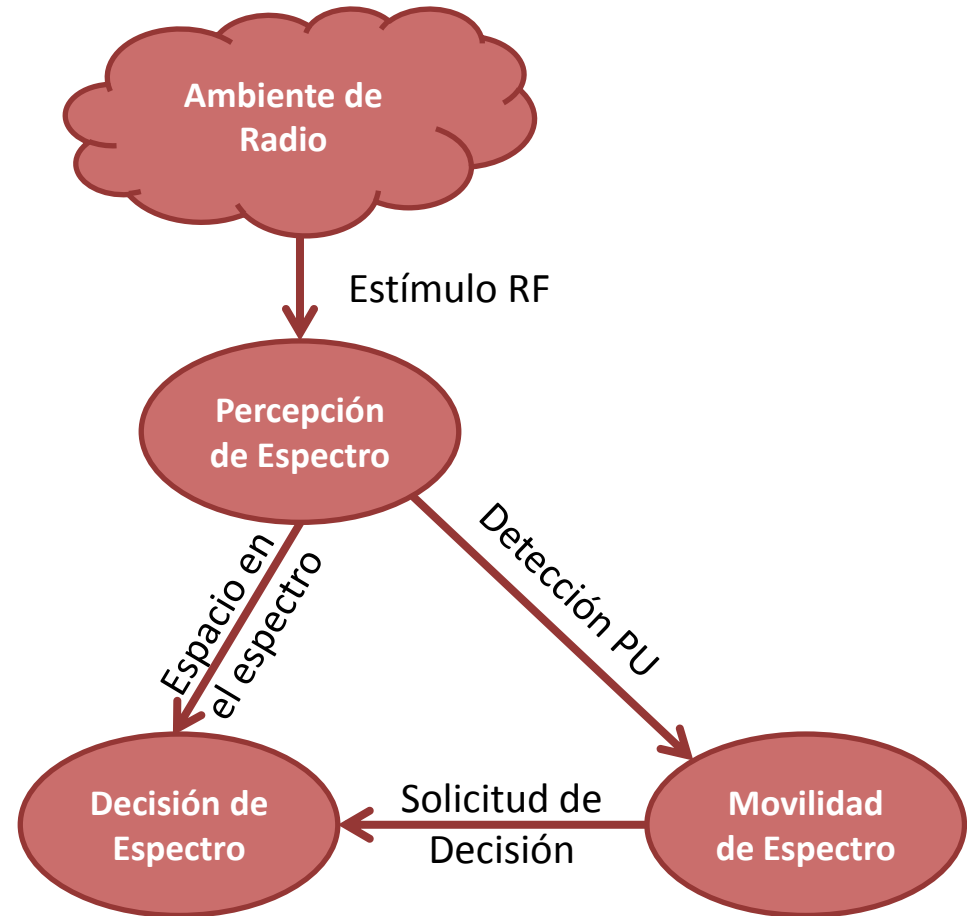 Ambiente de
Radio
Estímulo RF
Percepción
de Espectro
Espacio en
el espectro
Detección PU
Decisión de
Espectro
Solicitud de
Decisión
Movilidad
de Espectro